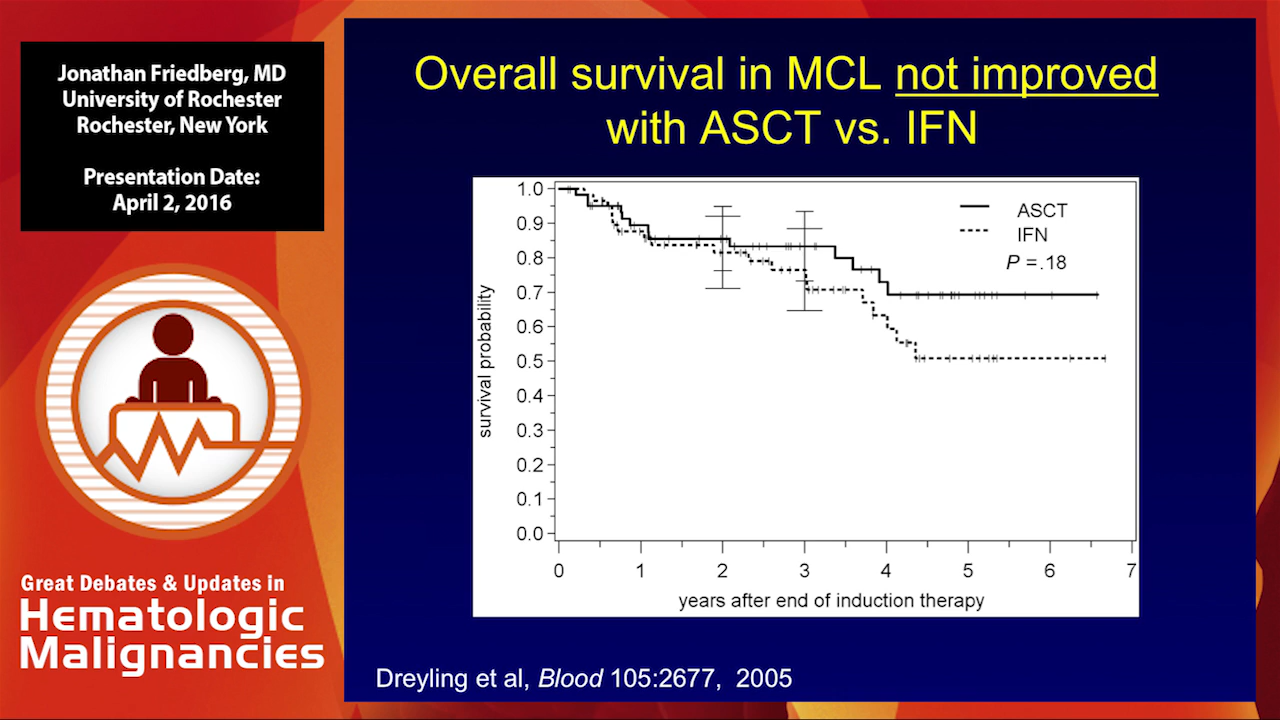 Jonathan Friedberg, MD
University of Rochester
Rochester, New York
Presentation Date:
April 2, 2016
Great Debates & Updates in
Hematologic
Malignancies
Overall survival in MCL not improved
with ASCT vs. IFN
ASCT
IFN
P =.18
survival probability
1.0
0.9
0.8
0.7
0.6
0.5
0.4
0.3
0.2
0.1
0.0
0 1 2 3 4 5 6 7
years after end of induction therapy
Dreyling et al, Blood 105:2677, 2005